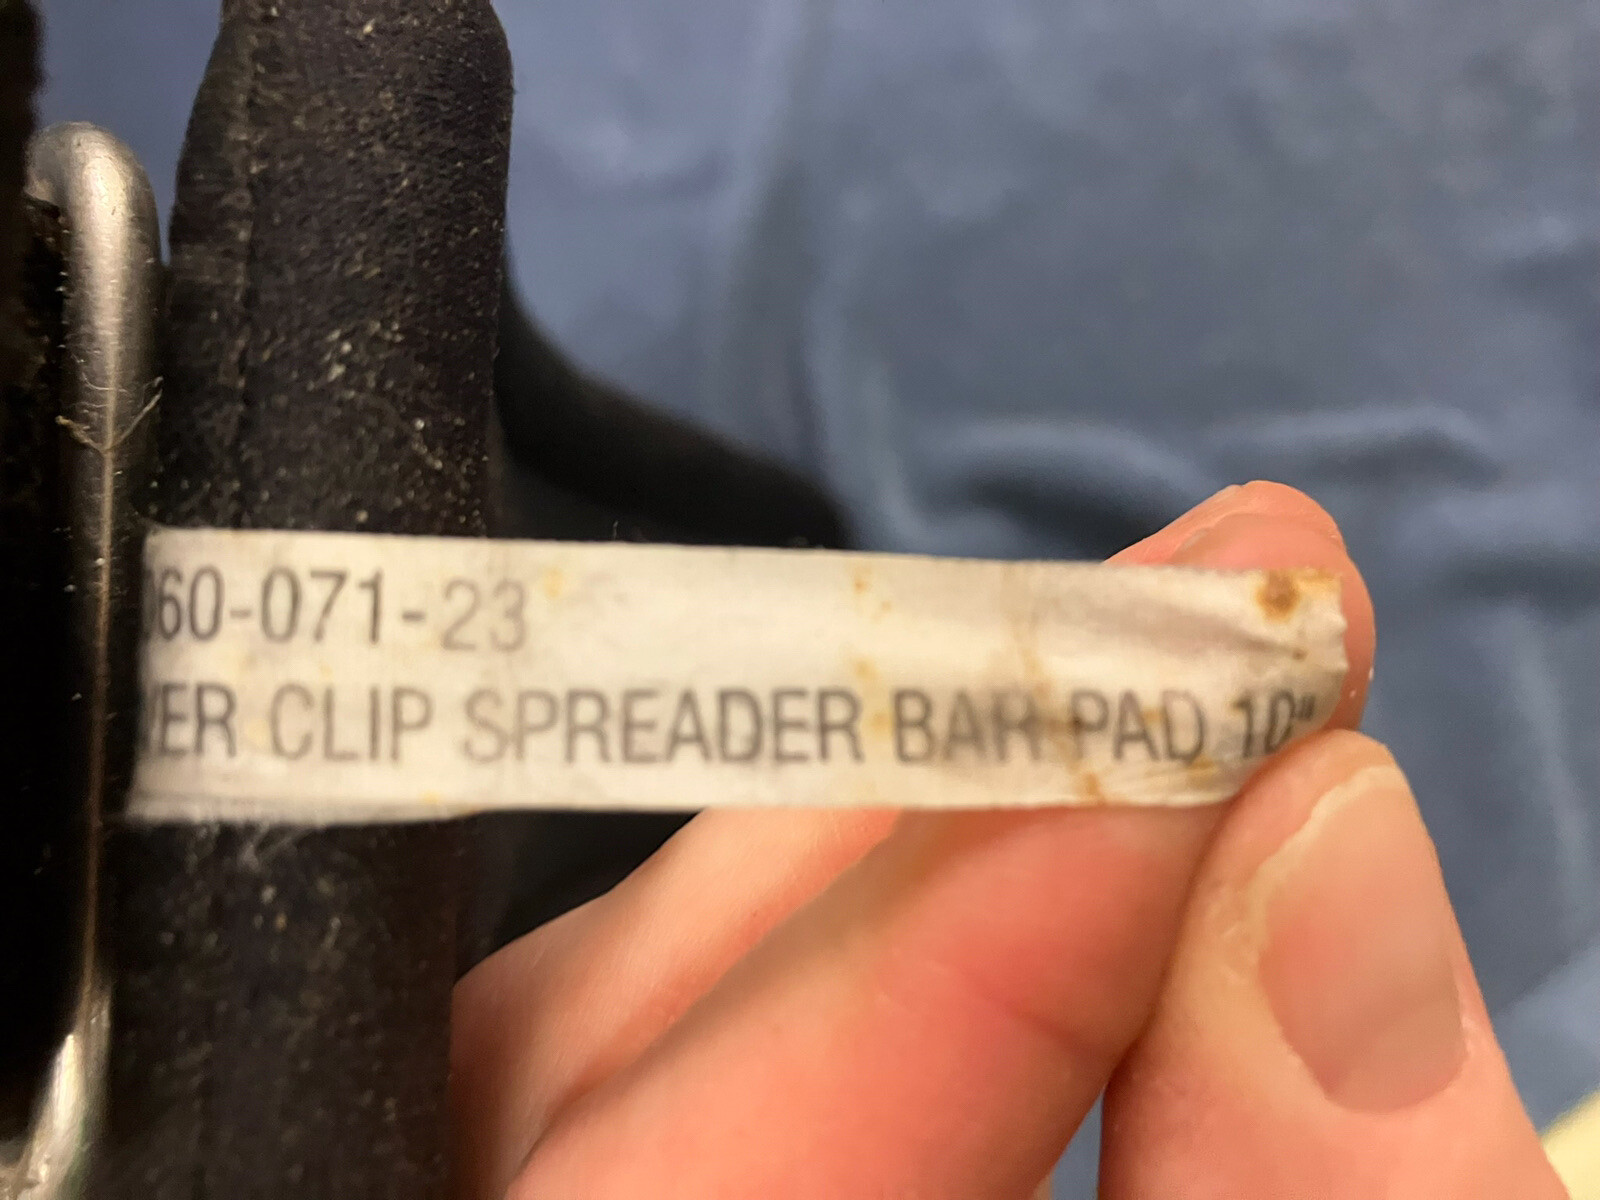 060-071-23
VER CLIP SPREADER BAR PAD 10"